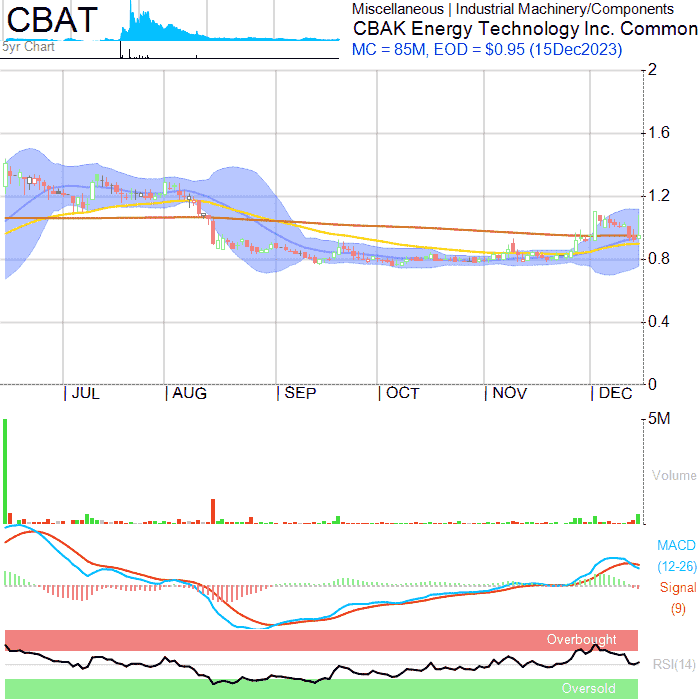 CBAT
5yr Chart
Miscellaneous | Industrial Machinery/Components
CBAK Energy Technology Inc. Common
MC = 85M, EOD = $0.95 (15Dec2023)
2
1.6
1.2
0.8
0.4
0
JUL
AUG
SEP
OCT
NOV
DEC
5M
Volume
MACD
(12-26)
Signal
(9)
Overbought
RSI(14)
Oversold